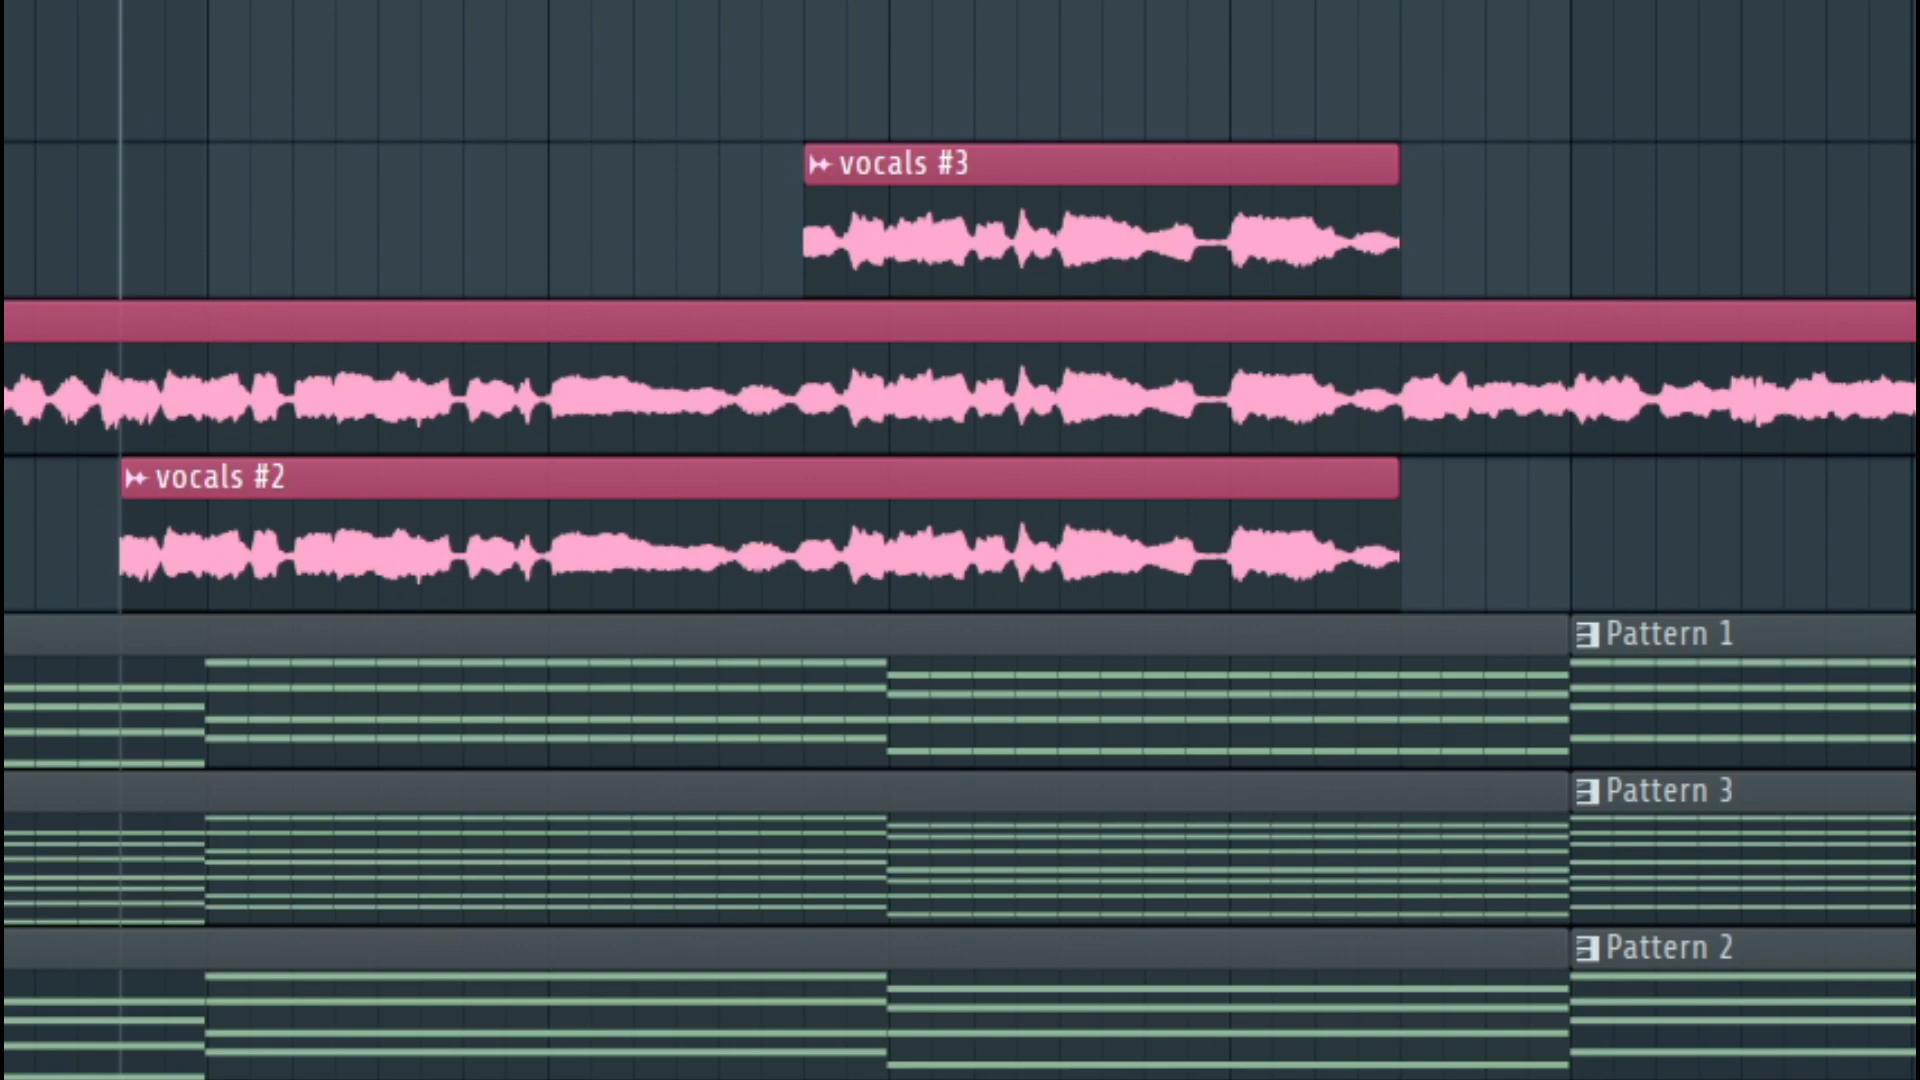 vocals #3
vocals #2
Pattern 1
Pattern 3
Pattern 2